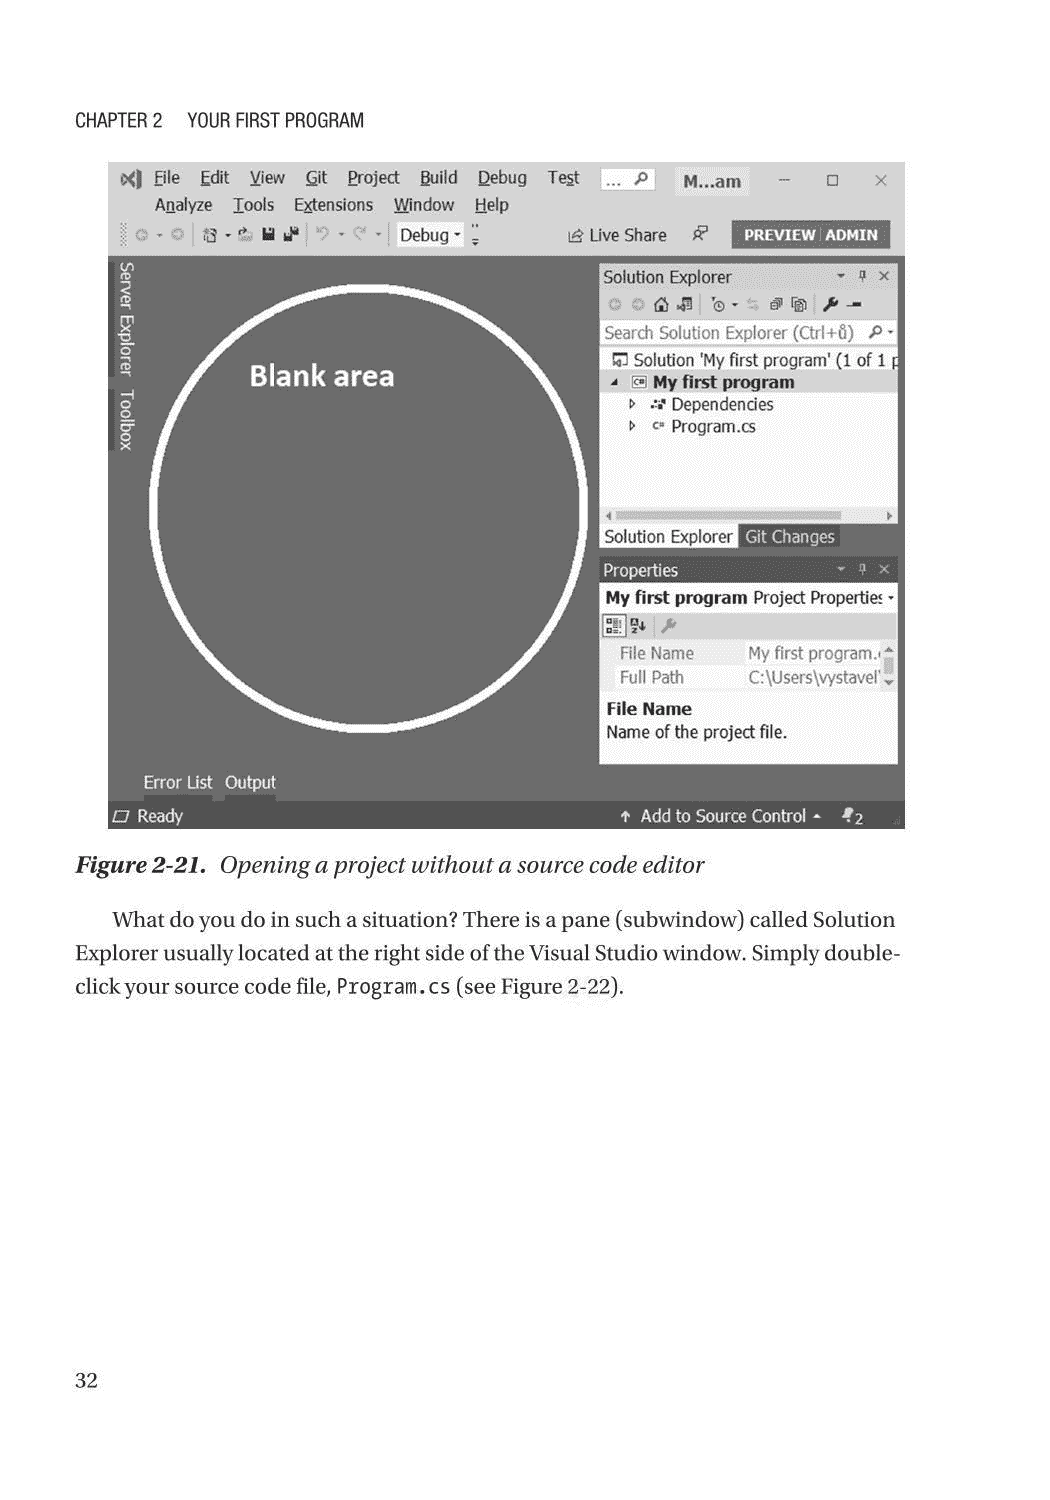 CHAPTER 2 YOUR FIRST PROGRAM
File Edit View Git Project Build Debug Test ... M...am
Analyze Tools Extensions Window Help
Debug Live Share PREVIEW ADMIN
Server Explorer
Toolbox
Blank area
Solution Explorer
Search Solution Explorer (Ctrl+ů)
Solution 'My first program' (1 of 1 p
My first program
Dependencies
C# Program.cs
Solution Explorer Git Changes
Properties
My first program Project Properties
File Name My first program.
Full Path C:\Users\vystavel\
File Name
Name of the project file.
Error List Output
Ready Add to Source Control 2
Figure 2-21. Opening a project without a source code editor
What do you do in such a situation? There is a pane (subwindow) called Solution
Explorer usually located at the right side of the Visual Studio window. Simply double-
click your source code file, Program.cs (see Figure 2-22).
32